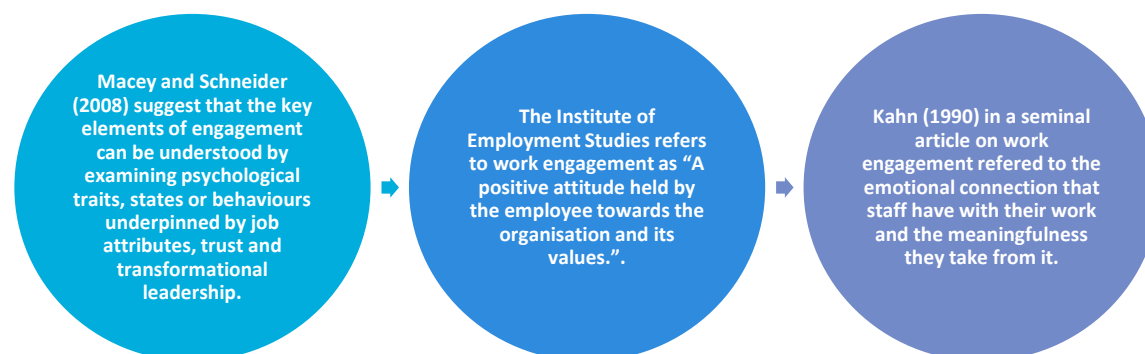 Macey and Schneider
(2008) suggest that the key
elements of engagement
can be understood by
examining psychological
traits, states or behaviours
underpinned by job
attributes, trust and
transformational
leadership.
The Institute of
Employment Studies refers
to work engagement as “A
positive attitude held by
the employee towards the
organisation and its
values.”.
Kahn (1990) in a seminal
article on work
engagement refered to the
emotional connection that
staff have with their work
and the meaningfulness
they take from it.